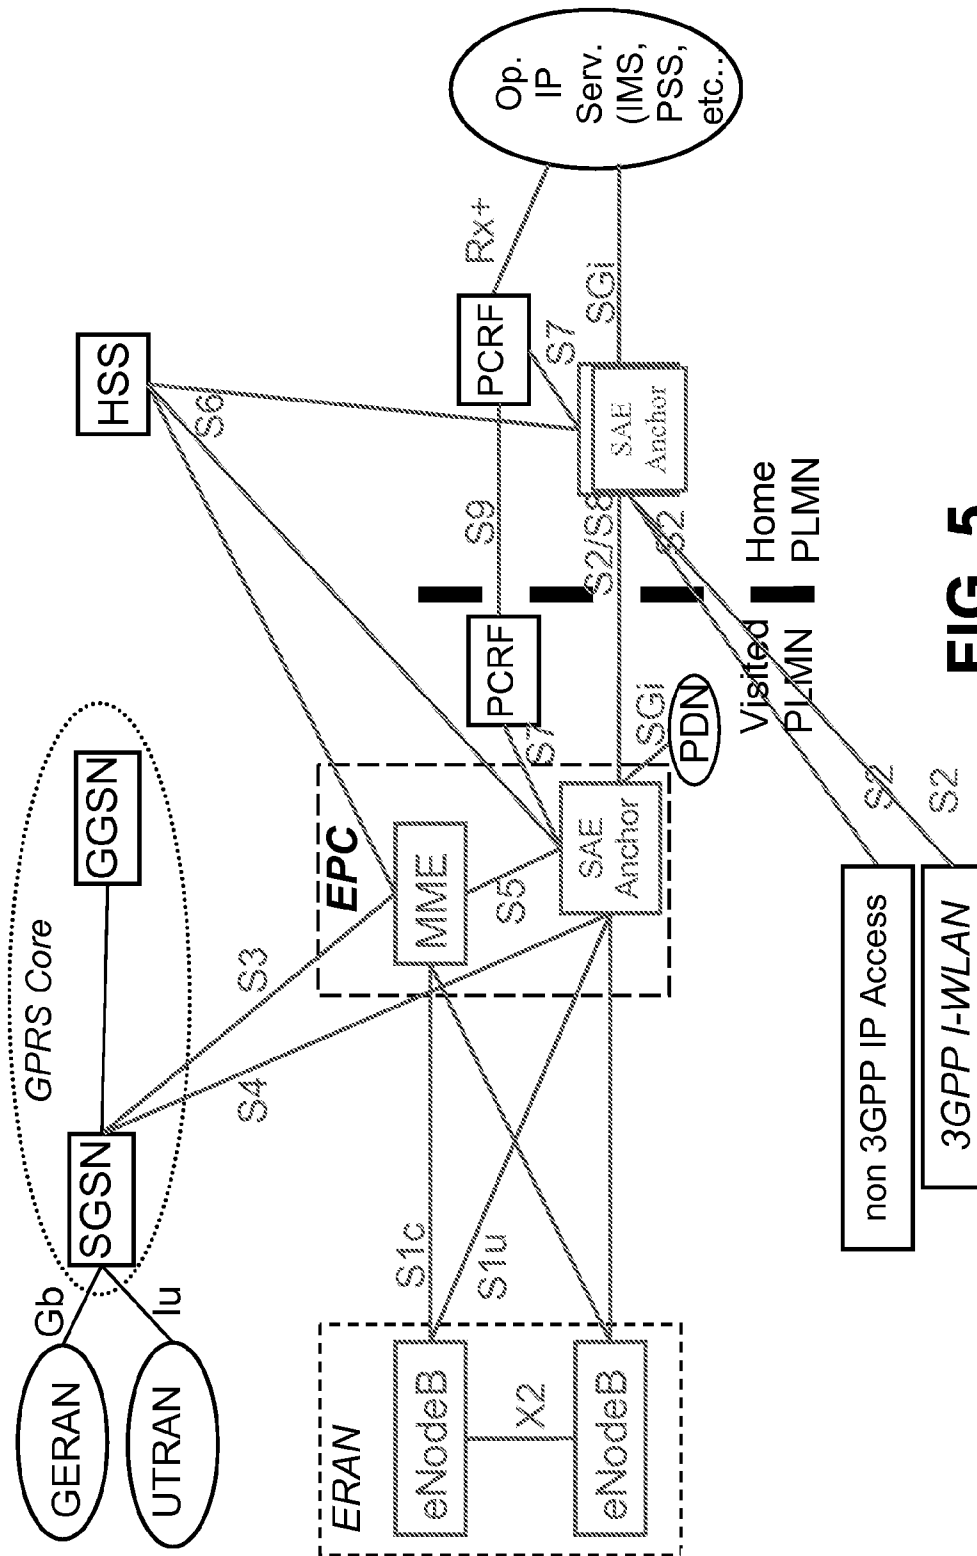 GERAN
Gb
UTRAN
Iu
SGSN
GPRS Core
GGSN
HSS
S3
S4
S6
ERAN
eNodeB
X2
eNodeB
S1c
S1u
EPC
MME
S5
SAE
Anchor
S7
PCRF
S9
PCRF
Rx+
S7
SGi
PDN
S2/S8
S2
SAE
Anchor
SGi
Op.
IP
Serv.
(IMS,
PSS,
etc...
Visited
PLMN
Home
PLMN
S2
S2
non 3GPP IP Access
3GPP I-WLAN
FIG. 5